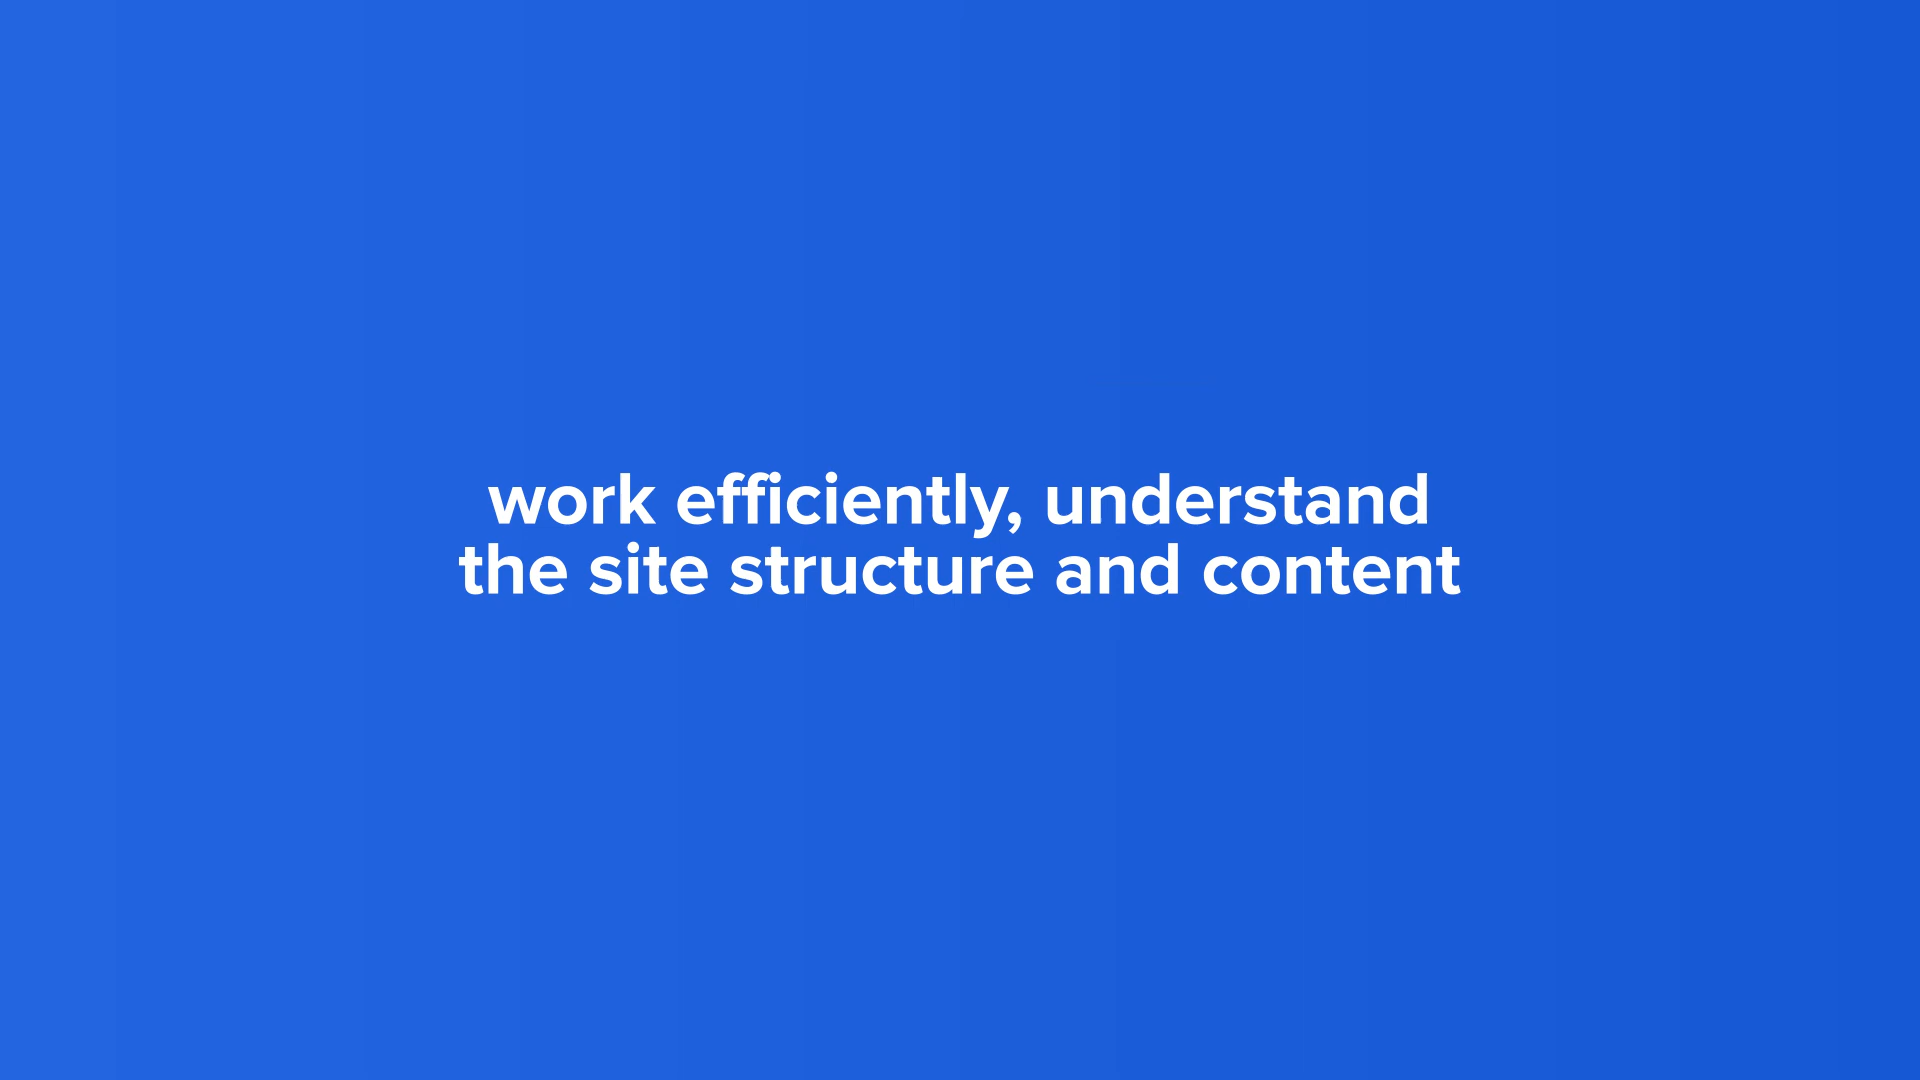 work efficiently, understand
the site structure and content